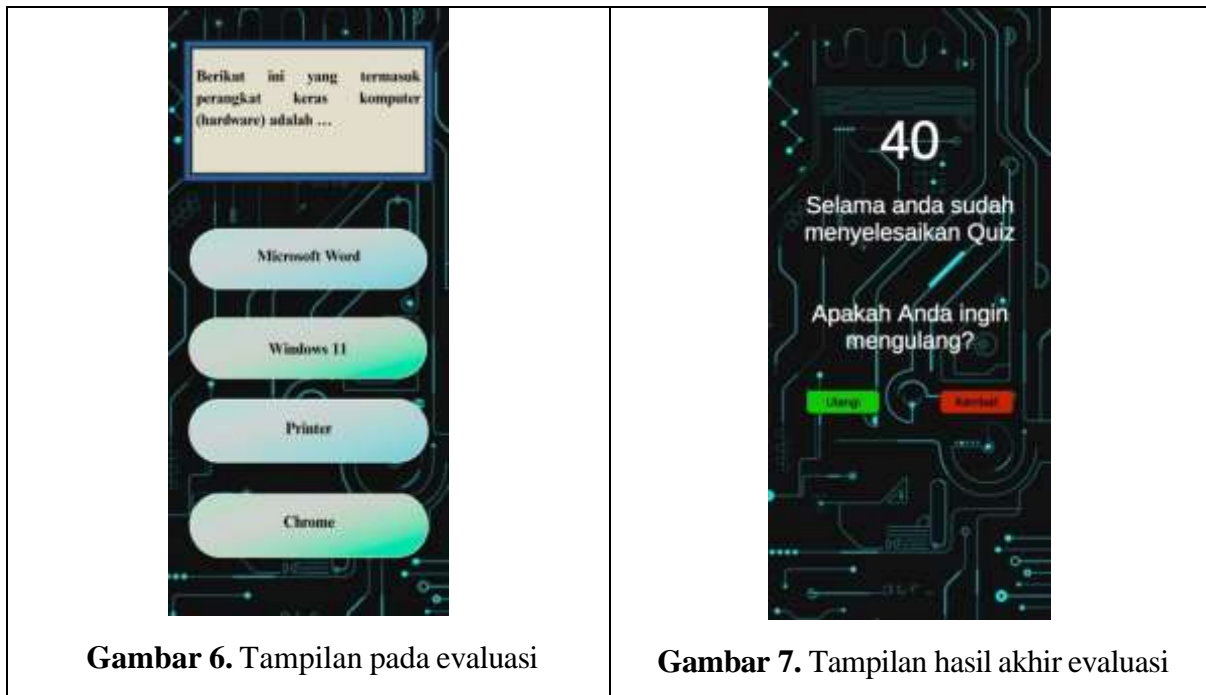 Berikut ini yang termasuk
perangkat keras komputer
(hardware) adalah ...
Microsoft Word
Windows 11
Printer
Chrome
Gambar 6. Tampilan pada evaluasi
40
Selama anda sudah
menyelesaikan Quiz
Apakah Anda ingin
mengulang?
Ulangi
Kembali
Gambar 7. Tampilan hasil akhir evaluasi